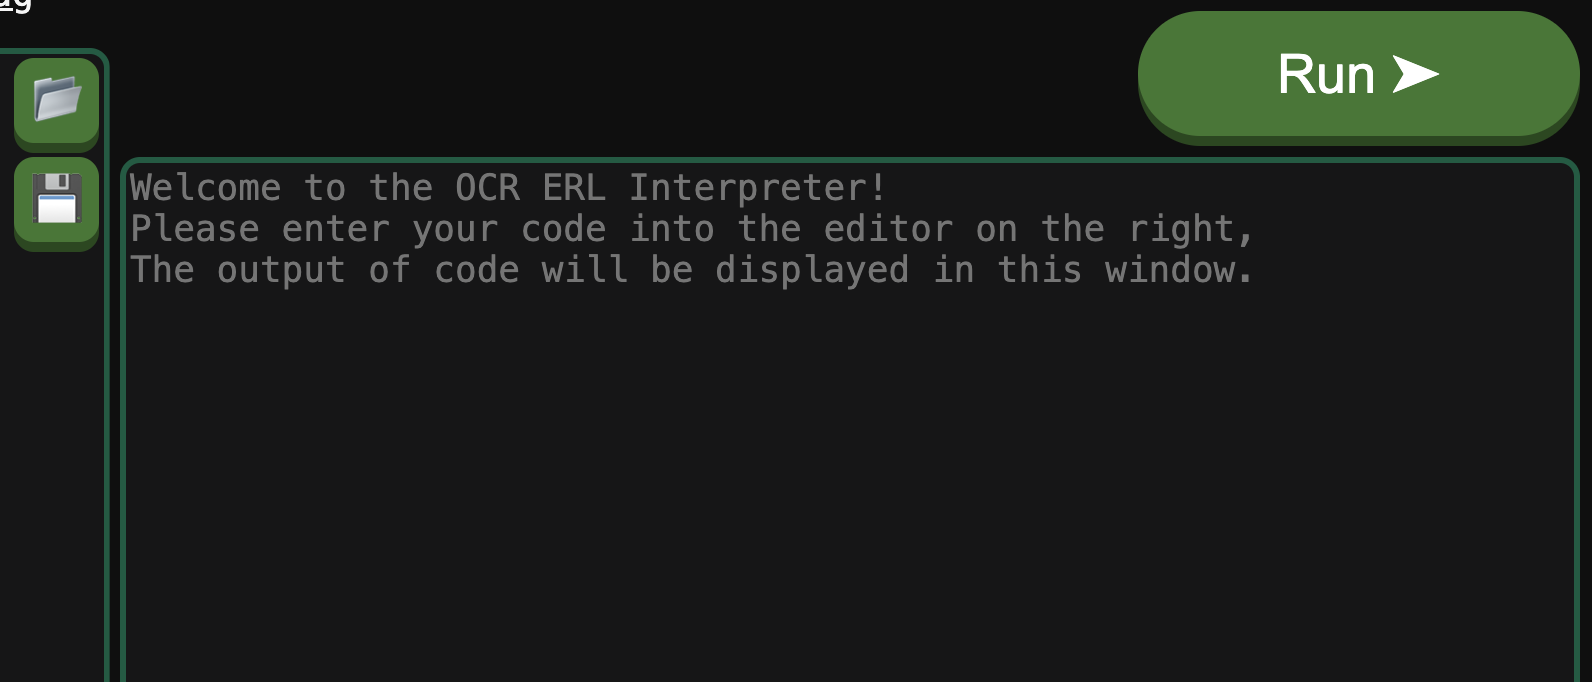 Run ➤
Welcome to the OCR ERL Interpreter!
Please enter your code into the editor on the right,
The output of code will be displayed in this window.